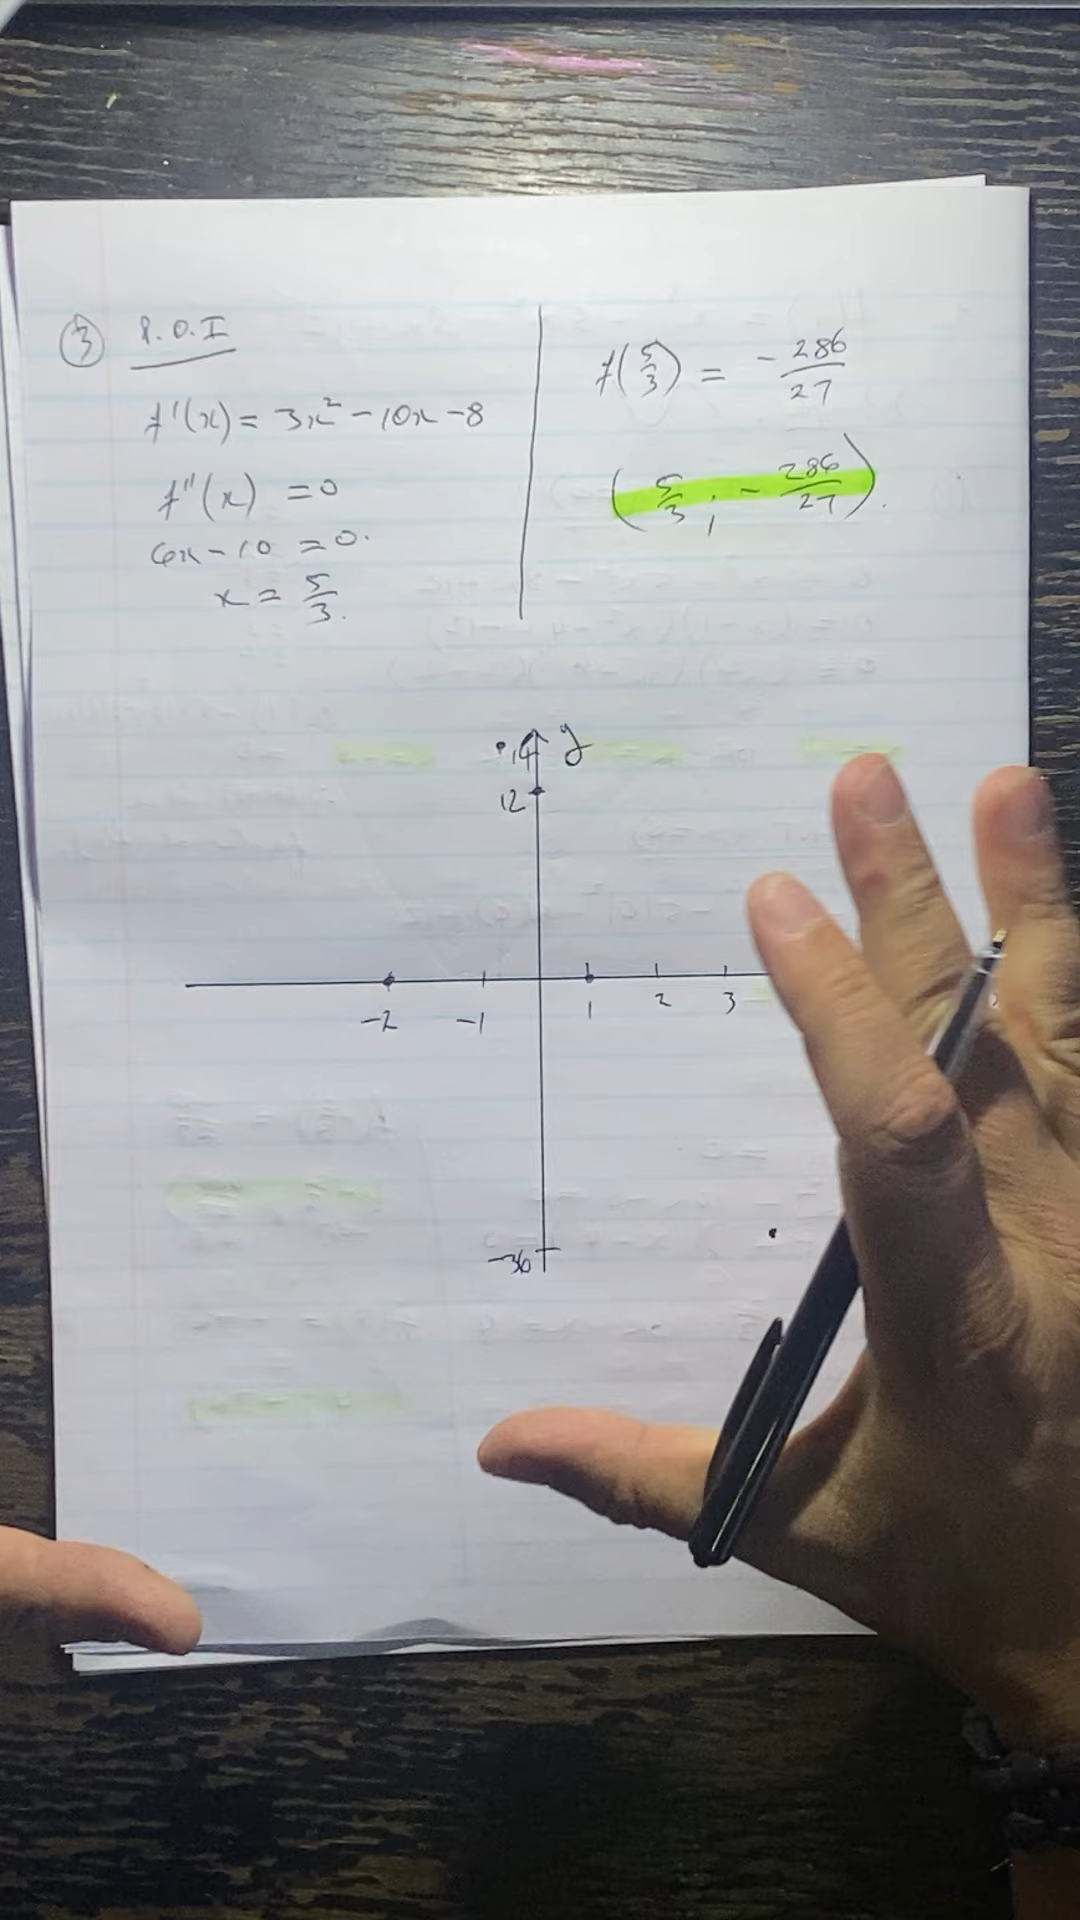 ③ P.O.I
f'(x) = 3x² - 10x - 8
f''(x) = 0
6x - 10 = 0.
x = 5/3.
f(5/3) = - 286/27
(5/3 ; - 286/27).
14 y
12
-2 -1 1 2 3
-36